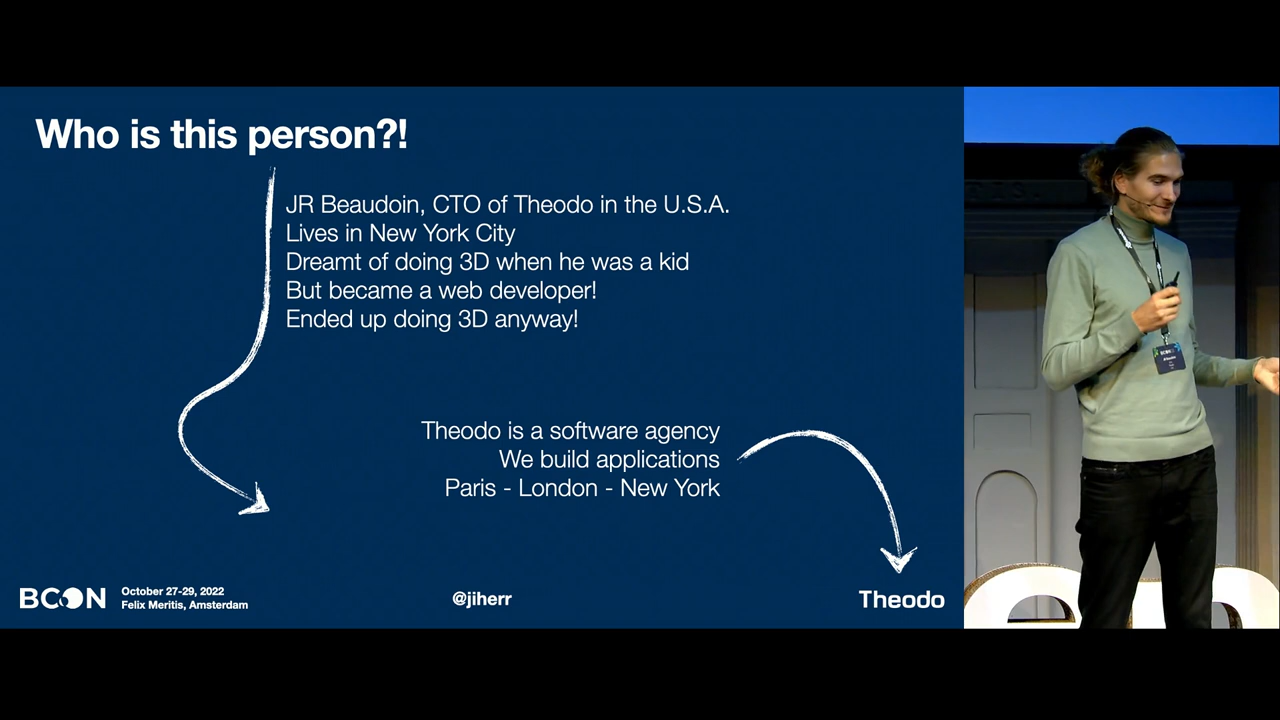 Who is this person?!
JR Beaudoin, CTO of Theodo in the U.S.A.
Lives in New York City
Dreamt of doing 3D when he was a kid
But became a web developer!
Ended up doing 3D anyway!
Theodo is a software agency
We build applications
Paris - London - New York
BCON
October 27-29, 2022
Felix Meritis, Amsterdam
@jiherr
Theodo